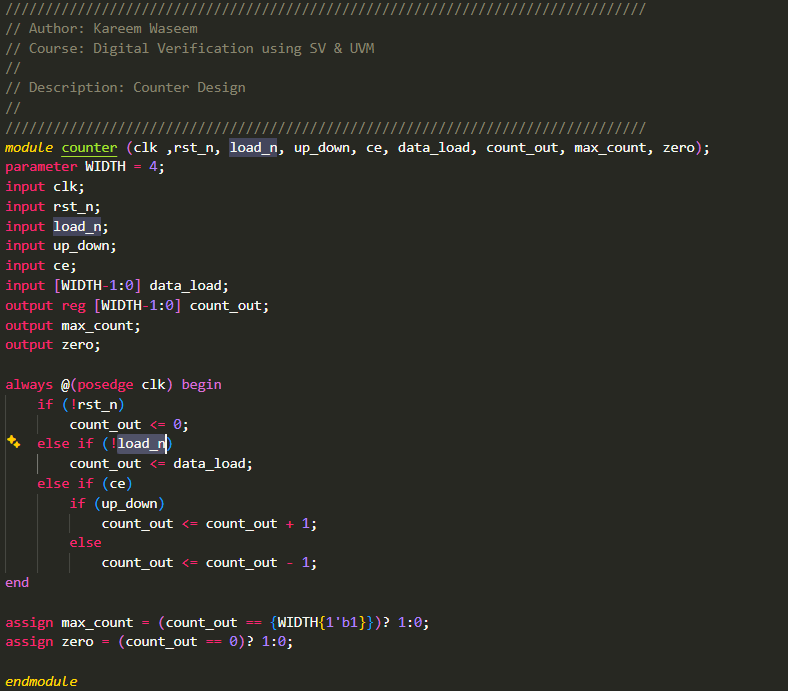 ////////////////////////////////////////////////////////////////////////////////
// Author: Kareem Waseem
// Course: Digital Verification using SV & UVM
//
// Description: Counter Design
//
////////////////////////////////////////////////////////////////////////////////
module counter (clk ,rst_n, load_n, up_down, ce, data_load, count_out, max_count, zero);
parameter WIDTH = 4;
input clk;
input rst_n;
input load_n;
input up_down;
input ce;
input [WIDTH-1:0] data_load;
output reg [WIDTH-1:0] count_out;
output max_count;
output zero;

always @(posedge clk) begin
    if (!rst_n)
        count_out <= 0;
    else if (!load_n)
        count_out <= data_load;
    else if (ce)
        if (up_down)
            count_out <= count_out + 1;
        else
            count_out <= count_out - 1;
end

assign max_count = (count_out == {WIDTH{1'b1}})? 1:0;
assign zero = (count_out == 0)? 1:0;

endmodule